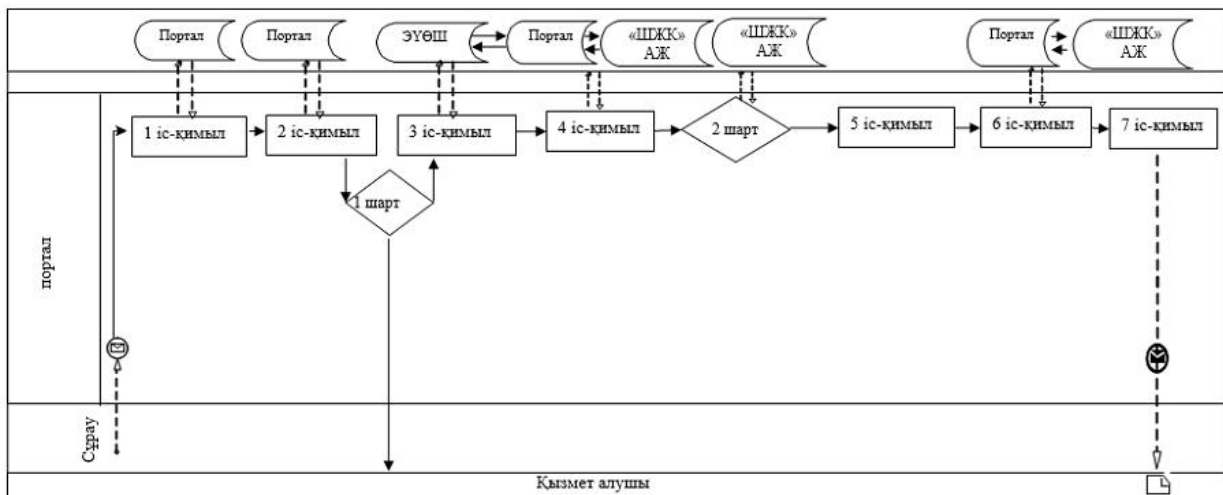 Портал
Портал
ЭҮӨШ
Портал
«ШЖК»
АЖ
«ШЖК»
АЖ
Портал
«ШЖК»
АЖ
1 іс-қимыл
2 іс-қимыл
3 іс-қимыл
4 іс-қимыл
2 шарт
5 іс-қимыл
6 іс-қимыл
7 іс-қимыл
1 шарт
портал
Сұрау
Қызмет алушы